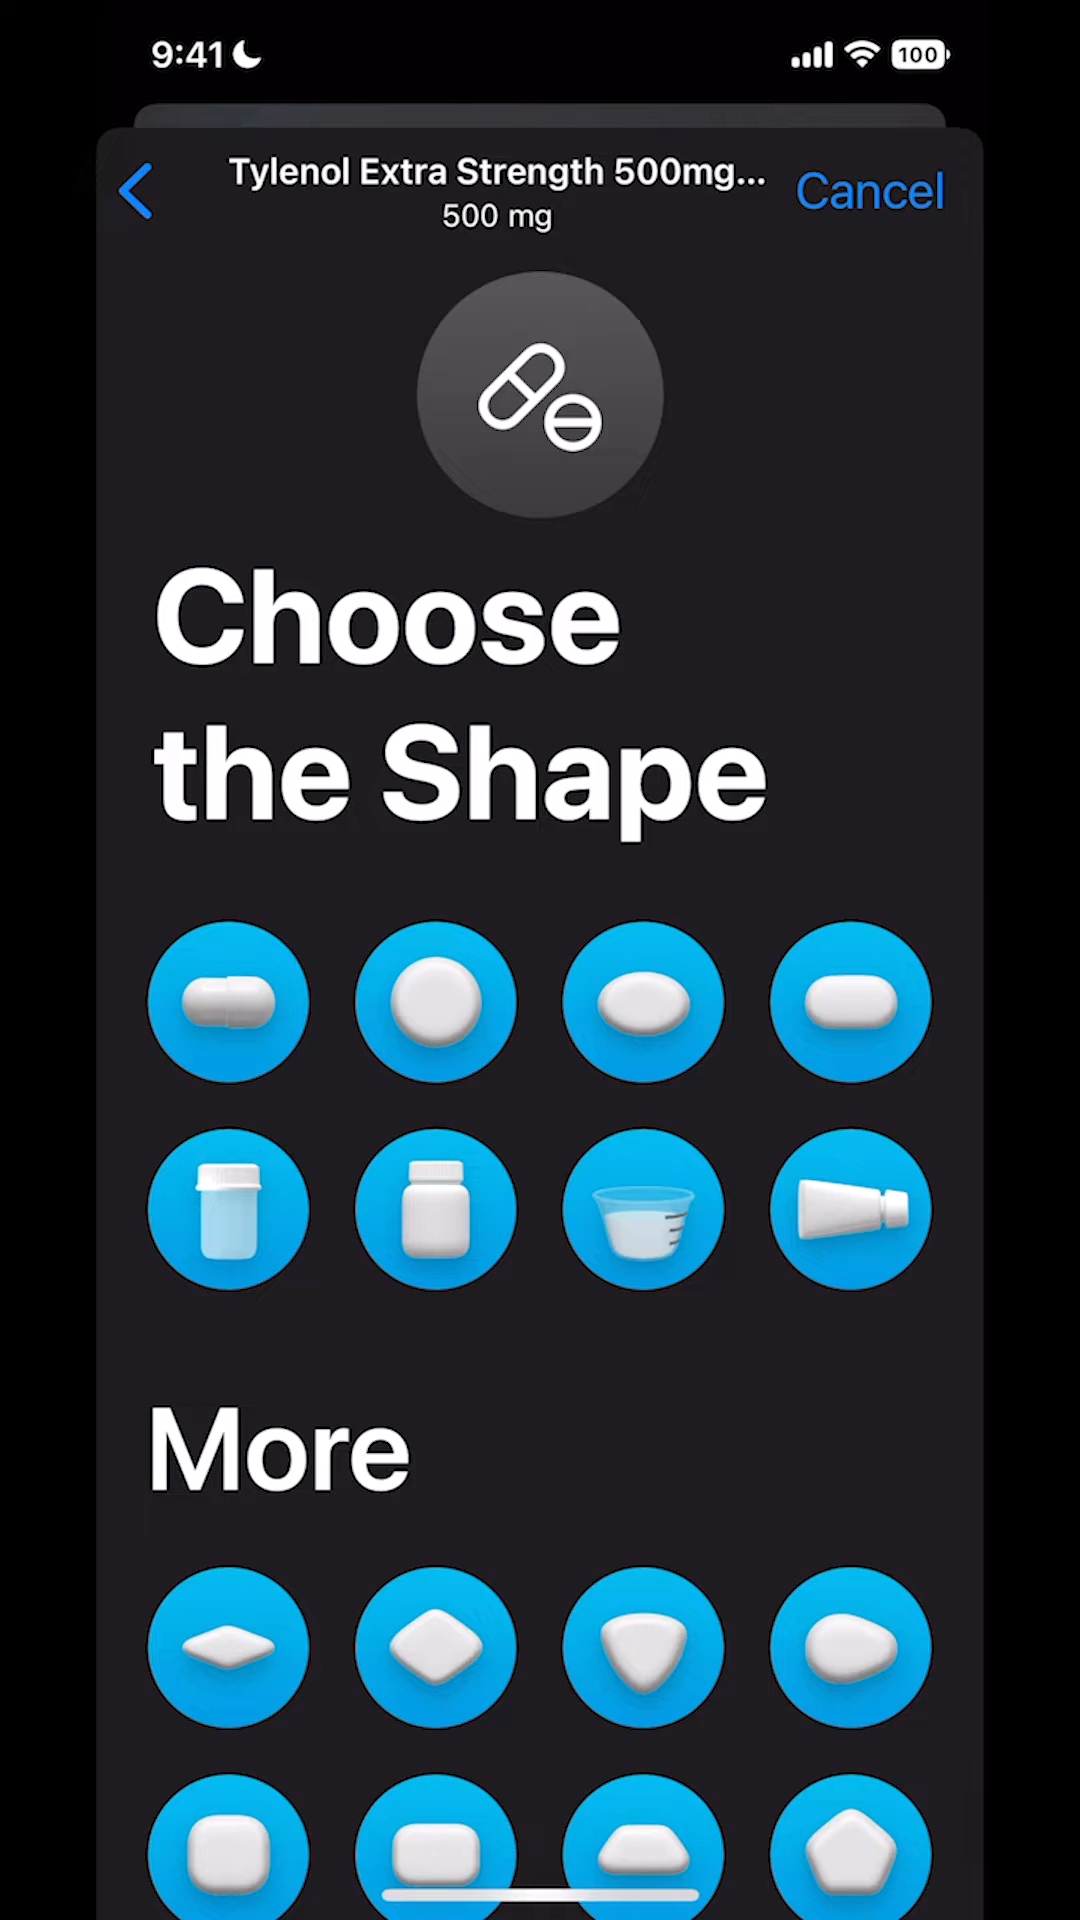 9:41
100
Tylenol Extra Strength 500mg...
Cancel
500 mg
Choose
the Shape
More